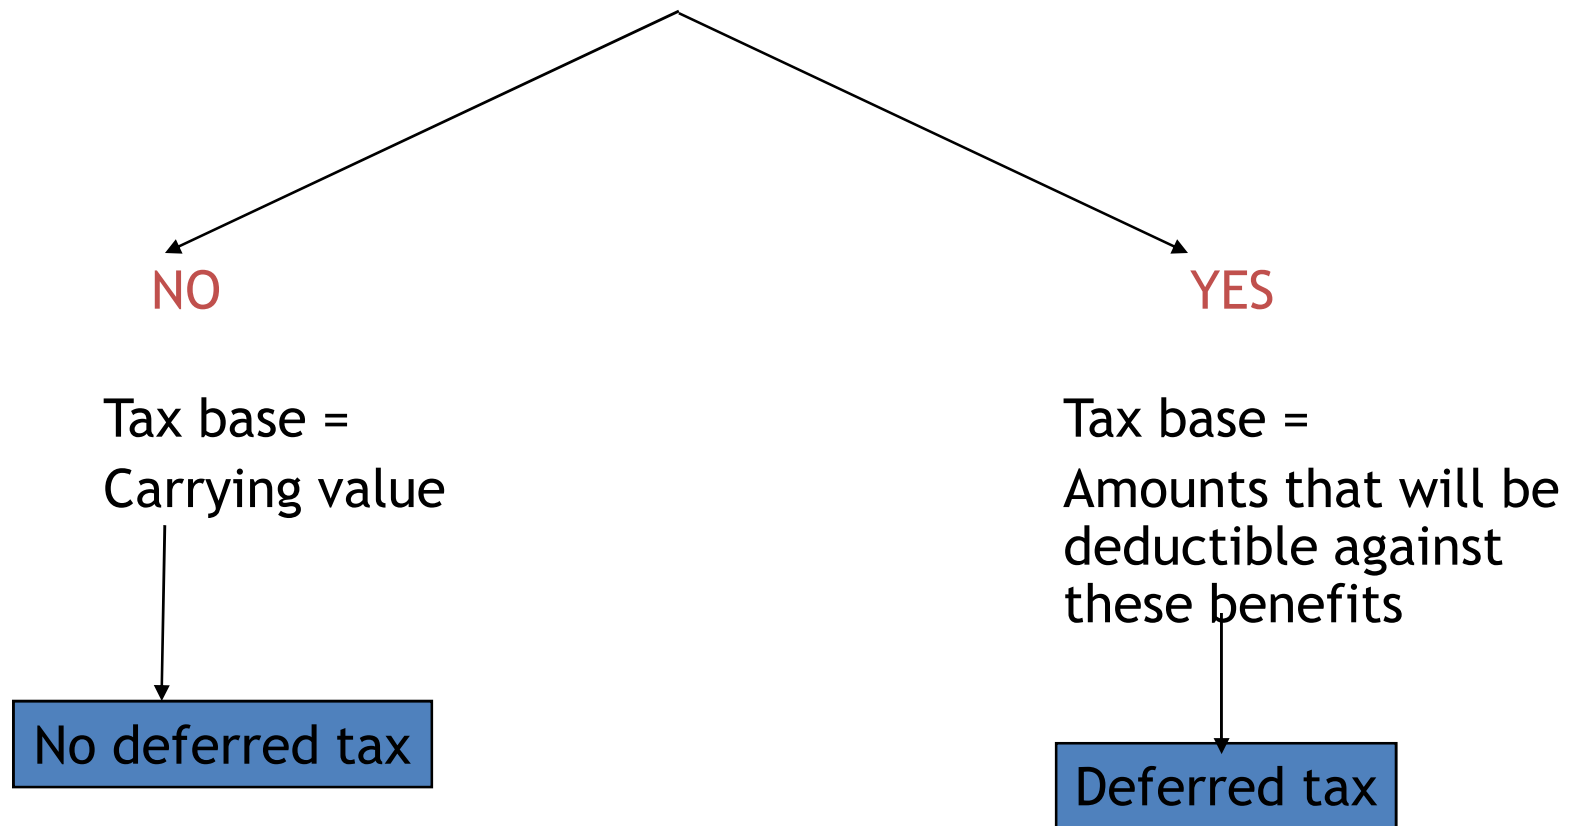 NO
YES
Tax base =
Carrying value
Tax base =
Amounts that will be
deductible against
these benefits
No deferred tax
Deferred tax